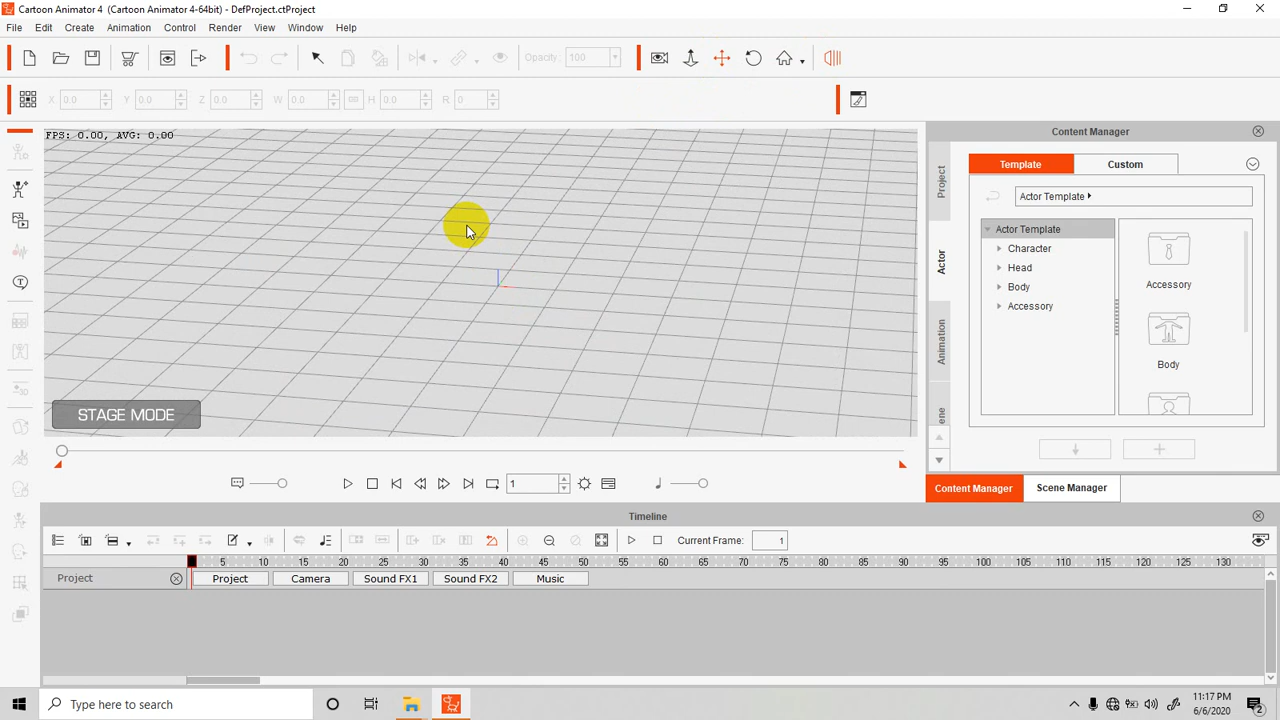 Cartoon Animator 4 (Cartoon Animator 4-64bit) - DefProject.ctProject
File Edit Create Animation Control Render View Window Help
Opacity: 100
X 0.0 Y 0.0 Z 0.0 W 0.0 H 0.0 R 0
FPS: 0.00, AVG: 0.00
STAGE MODE
Content Manager
Template Custom
Actor Template
Project
Actor
Animation
ene
Actor Template
Character
Head
Body
Accessory
Accessory
Body
Content Manager Scene Manager
1
Timeline
Current Frame: 1
5 10 15 20 25 30 35 40 45 50 55 60 65 70 75 80 85 90 95 100 105 110 115 120 125 130
Project Project Camera Sound FX1 Sound FX2 Music
Type here to search
11:17 PM
6/6/2020
2